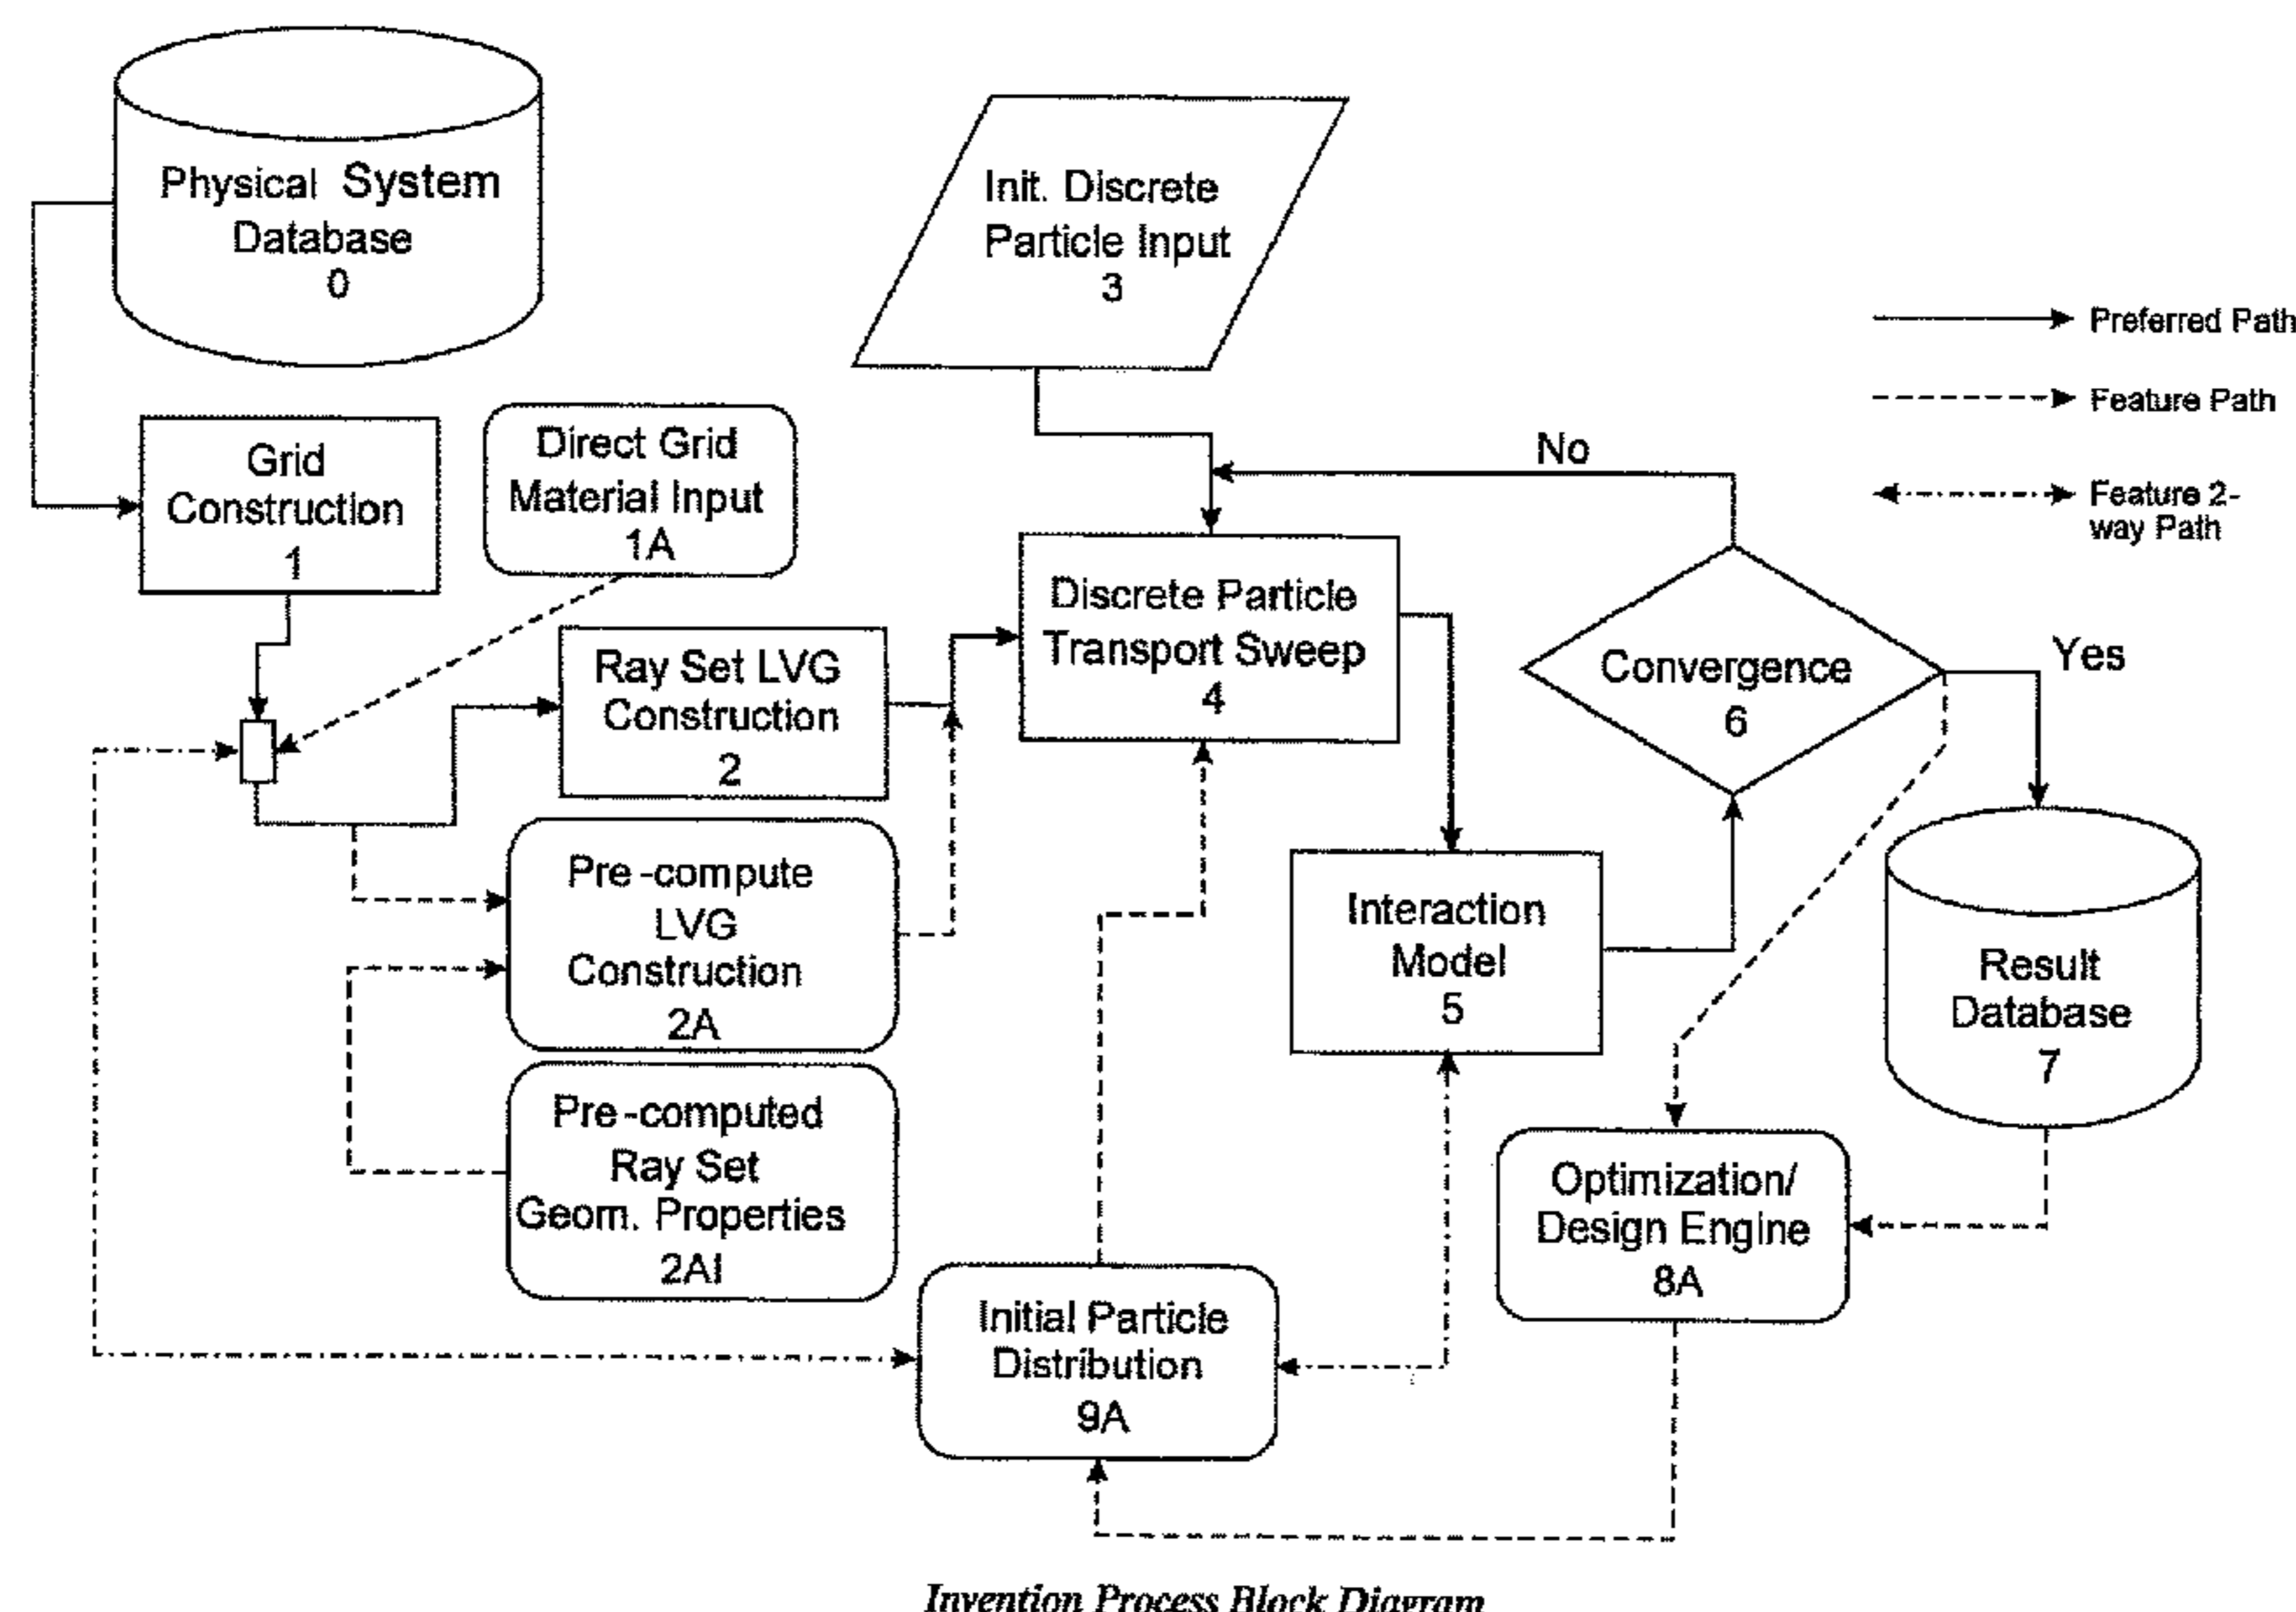 Physical System
Database
0
Init. Discrete
Particle Input
3
Preferred Path
Feature Path
Feature 2-
way Path
Grid
Construction
1
Direct Grid
Material Input
1A
No
Discrete Particle
Transport Sweep
4
Convergence
6
Yes
Ray Set LVG
Construction
2
Pre-compute
LVG
Construction
2A
Interaction
Model
5
Result
Database
7
Pre-computed
Ray Set
Geom. Properties
2AI
Optimization/
Design Engine
8A
Initial Particle
Distribution
9A
Invention Process Block Diagram